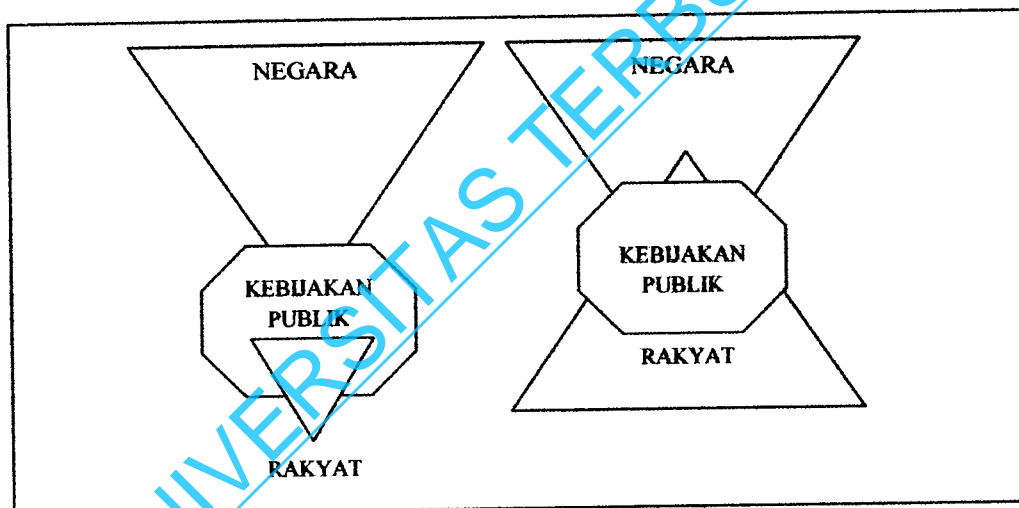 NEGARA
KEBIJAKAN
PUBLIK
RAKYAT
NEGARA
KEBIJAKAN
PUBLIK
RAKYAT
UNIVERSITAS TERBU